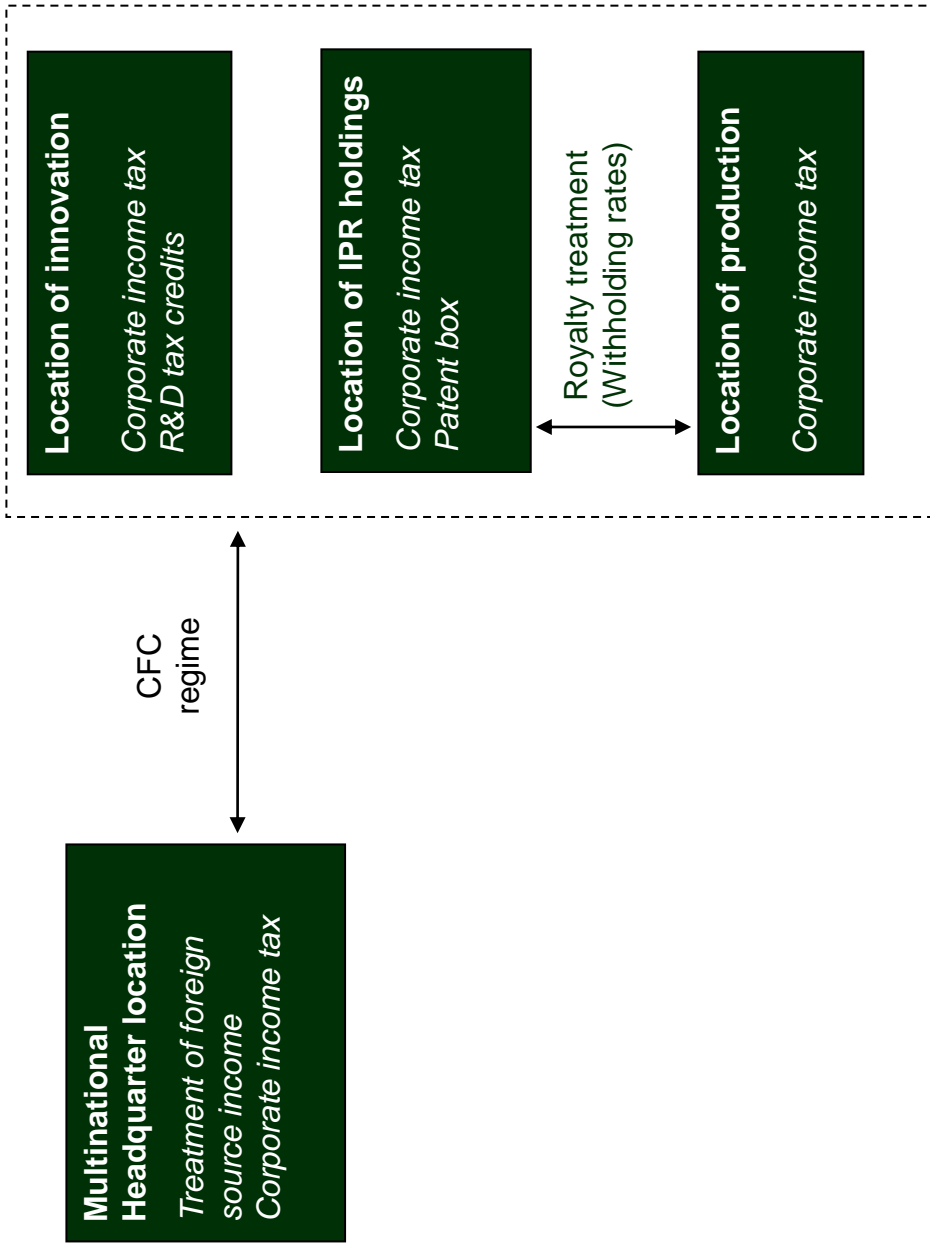 Multinational
Headquarter location
Treatment of foreign
source income
Corporate income tax
CFC
regime
Location of innovation
Corporate income tax
R&D tax credits
Location of IPR holdings
Corporate income tax
Patent box
Royalty treatment
(Withholding rates)
Location of production
Corporate income tax